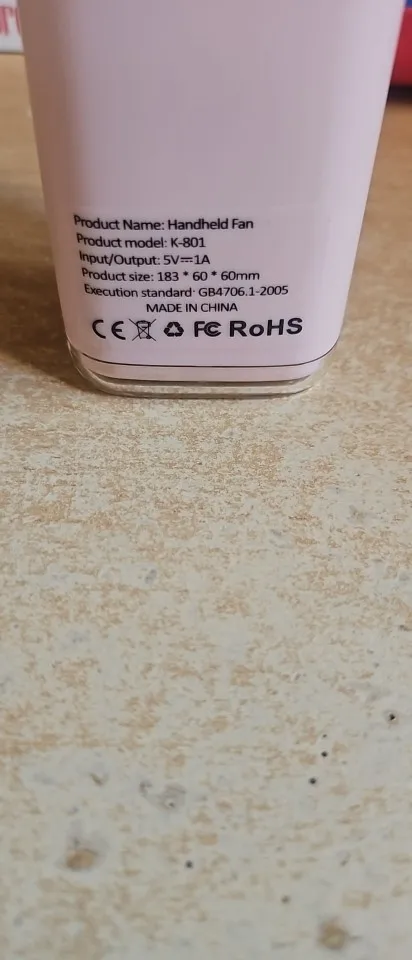 Product Name: Handheld Fan
Product model: K-801
Input/Output: 5V⎓1A
Product size: 183 * 60 * 60mm
Execution standard: GB4706.1-2005
MADE IN CHINA
CE FC RoHS